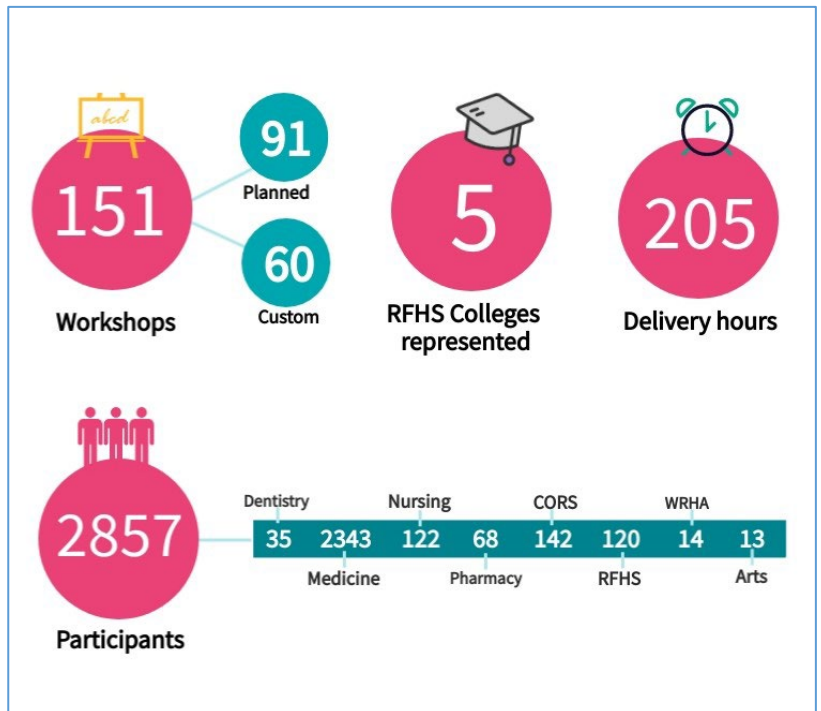 abcd
151
Workshops
91
Planned
60
Custom
5
RFHS Colleges
represented
205
Delivery hours
2857
Participants
Dentistry Nursing CORS WRHA
35 2343 122 68 142 120 14 13
Medicine Pharmacy RFHS Arts